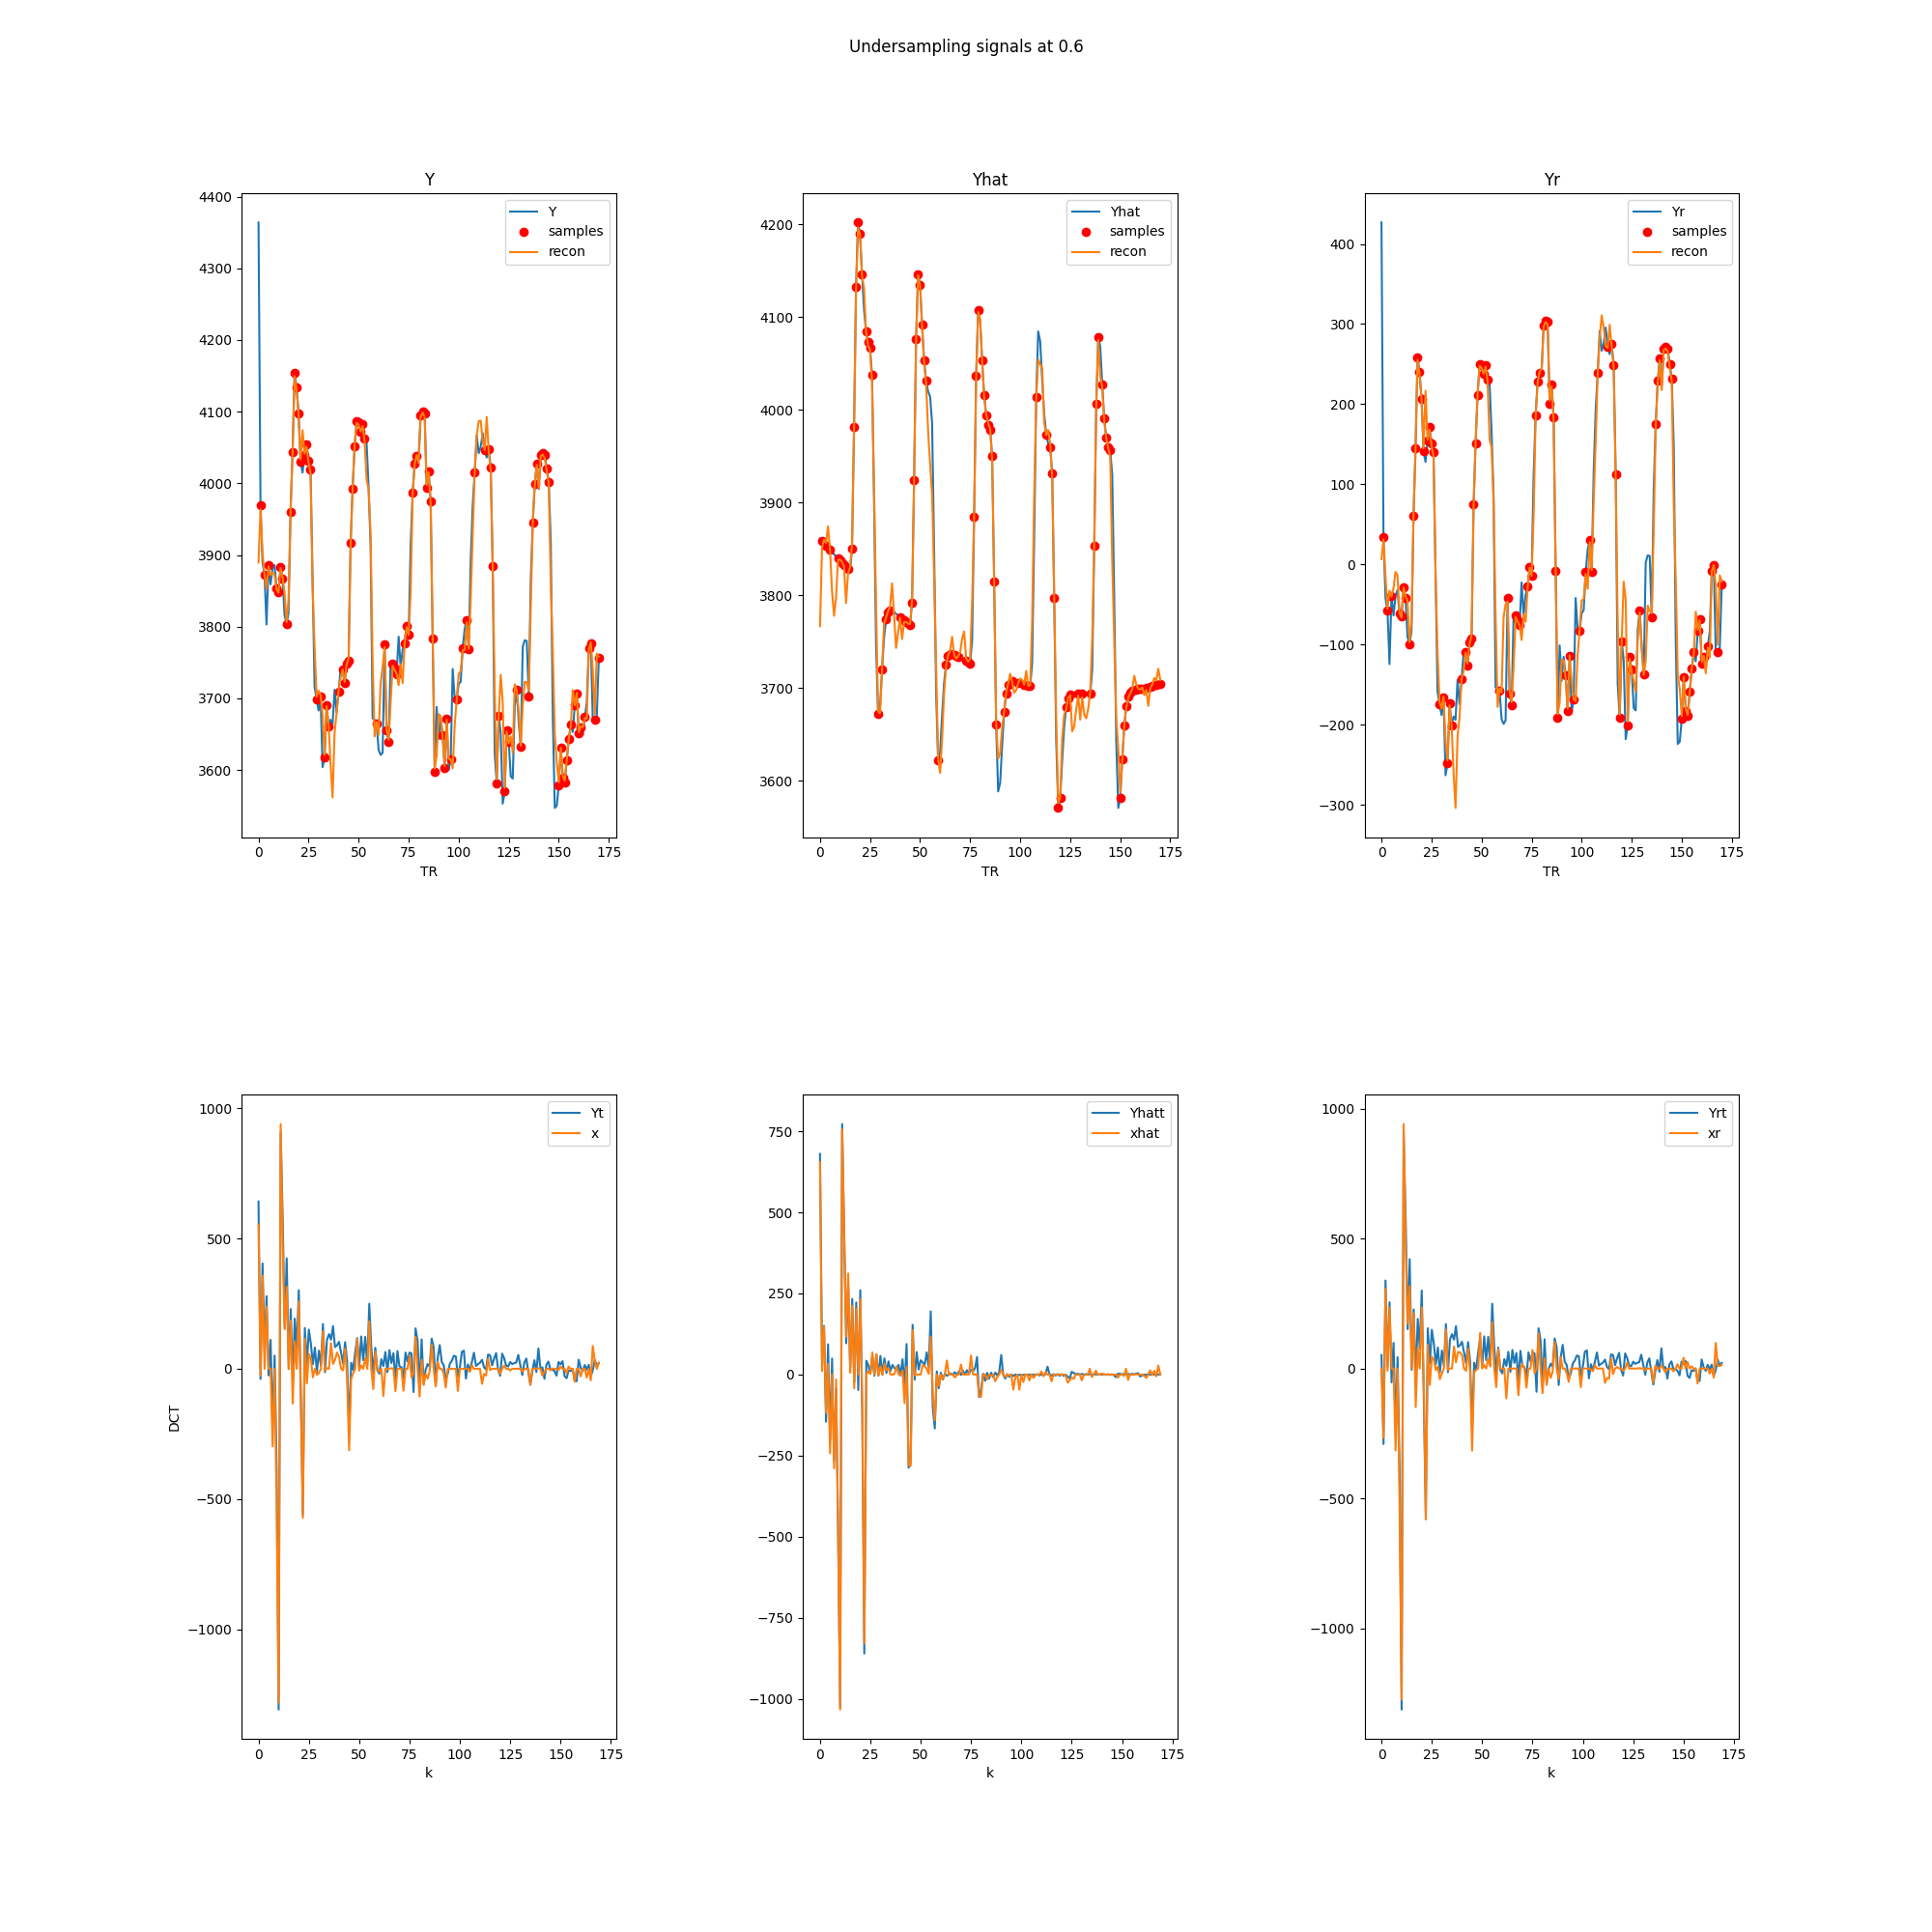 Undersampling signals at 0.6
Y
4400
4300
4200
4100
4000
3900
3800
3700
3600
0 25 50 75 100 125 150 175
TR
Y
samples
recon
Yhat
4200
4100
4000
3900
3800
3700
3600
0 25 50 75 100 125 150 175
TR
Yhat
samples
recon
Yr
400
300
200
100
0
−100
−200
−300
0 25 50 75 100 125 150 175
TR
Yr
samples
recon
DCT
1000
500
0
−500
−1000
0 25 50 75 100 125 150 175
k
Yt
x
750
500
250
0
−250
−500
−750
−1000
0 25 50 75 100 125 150 175
k
Yhatt
xhat
1000
500
0
−500
−1000
0 25 50 75 100 125 150 175
k
Yrt
xr